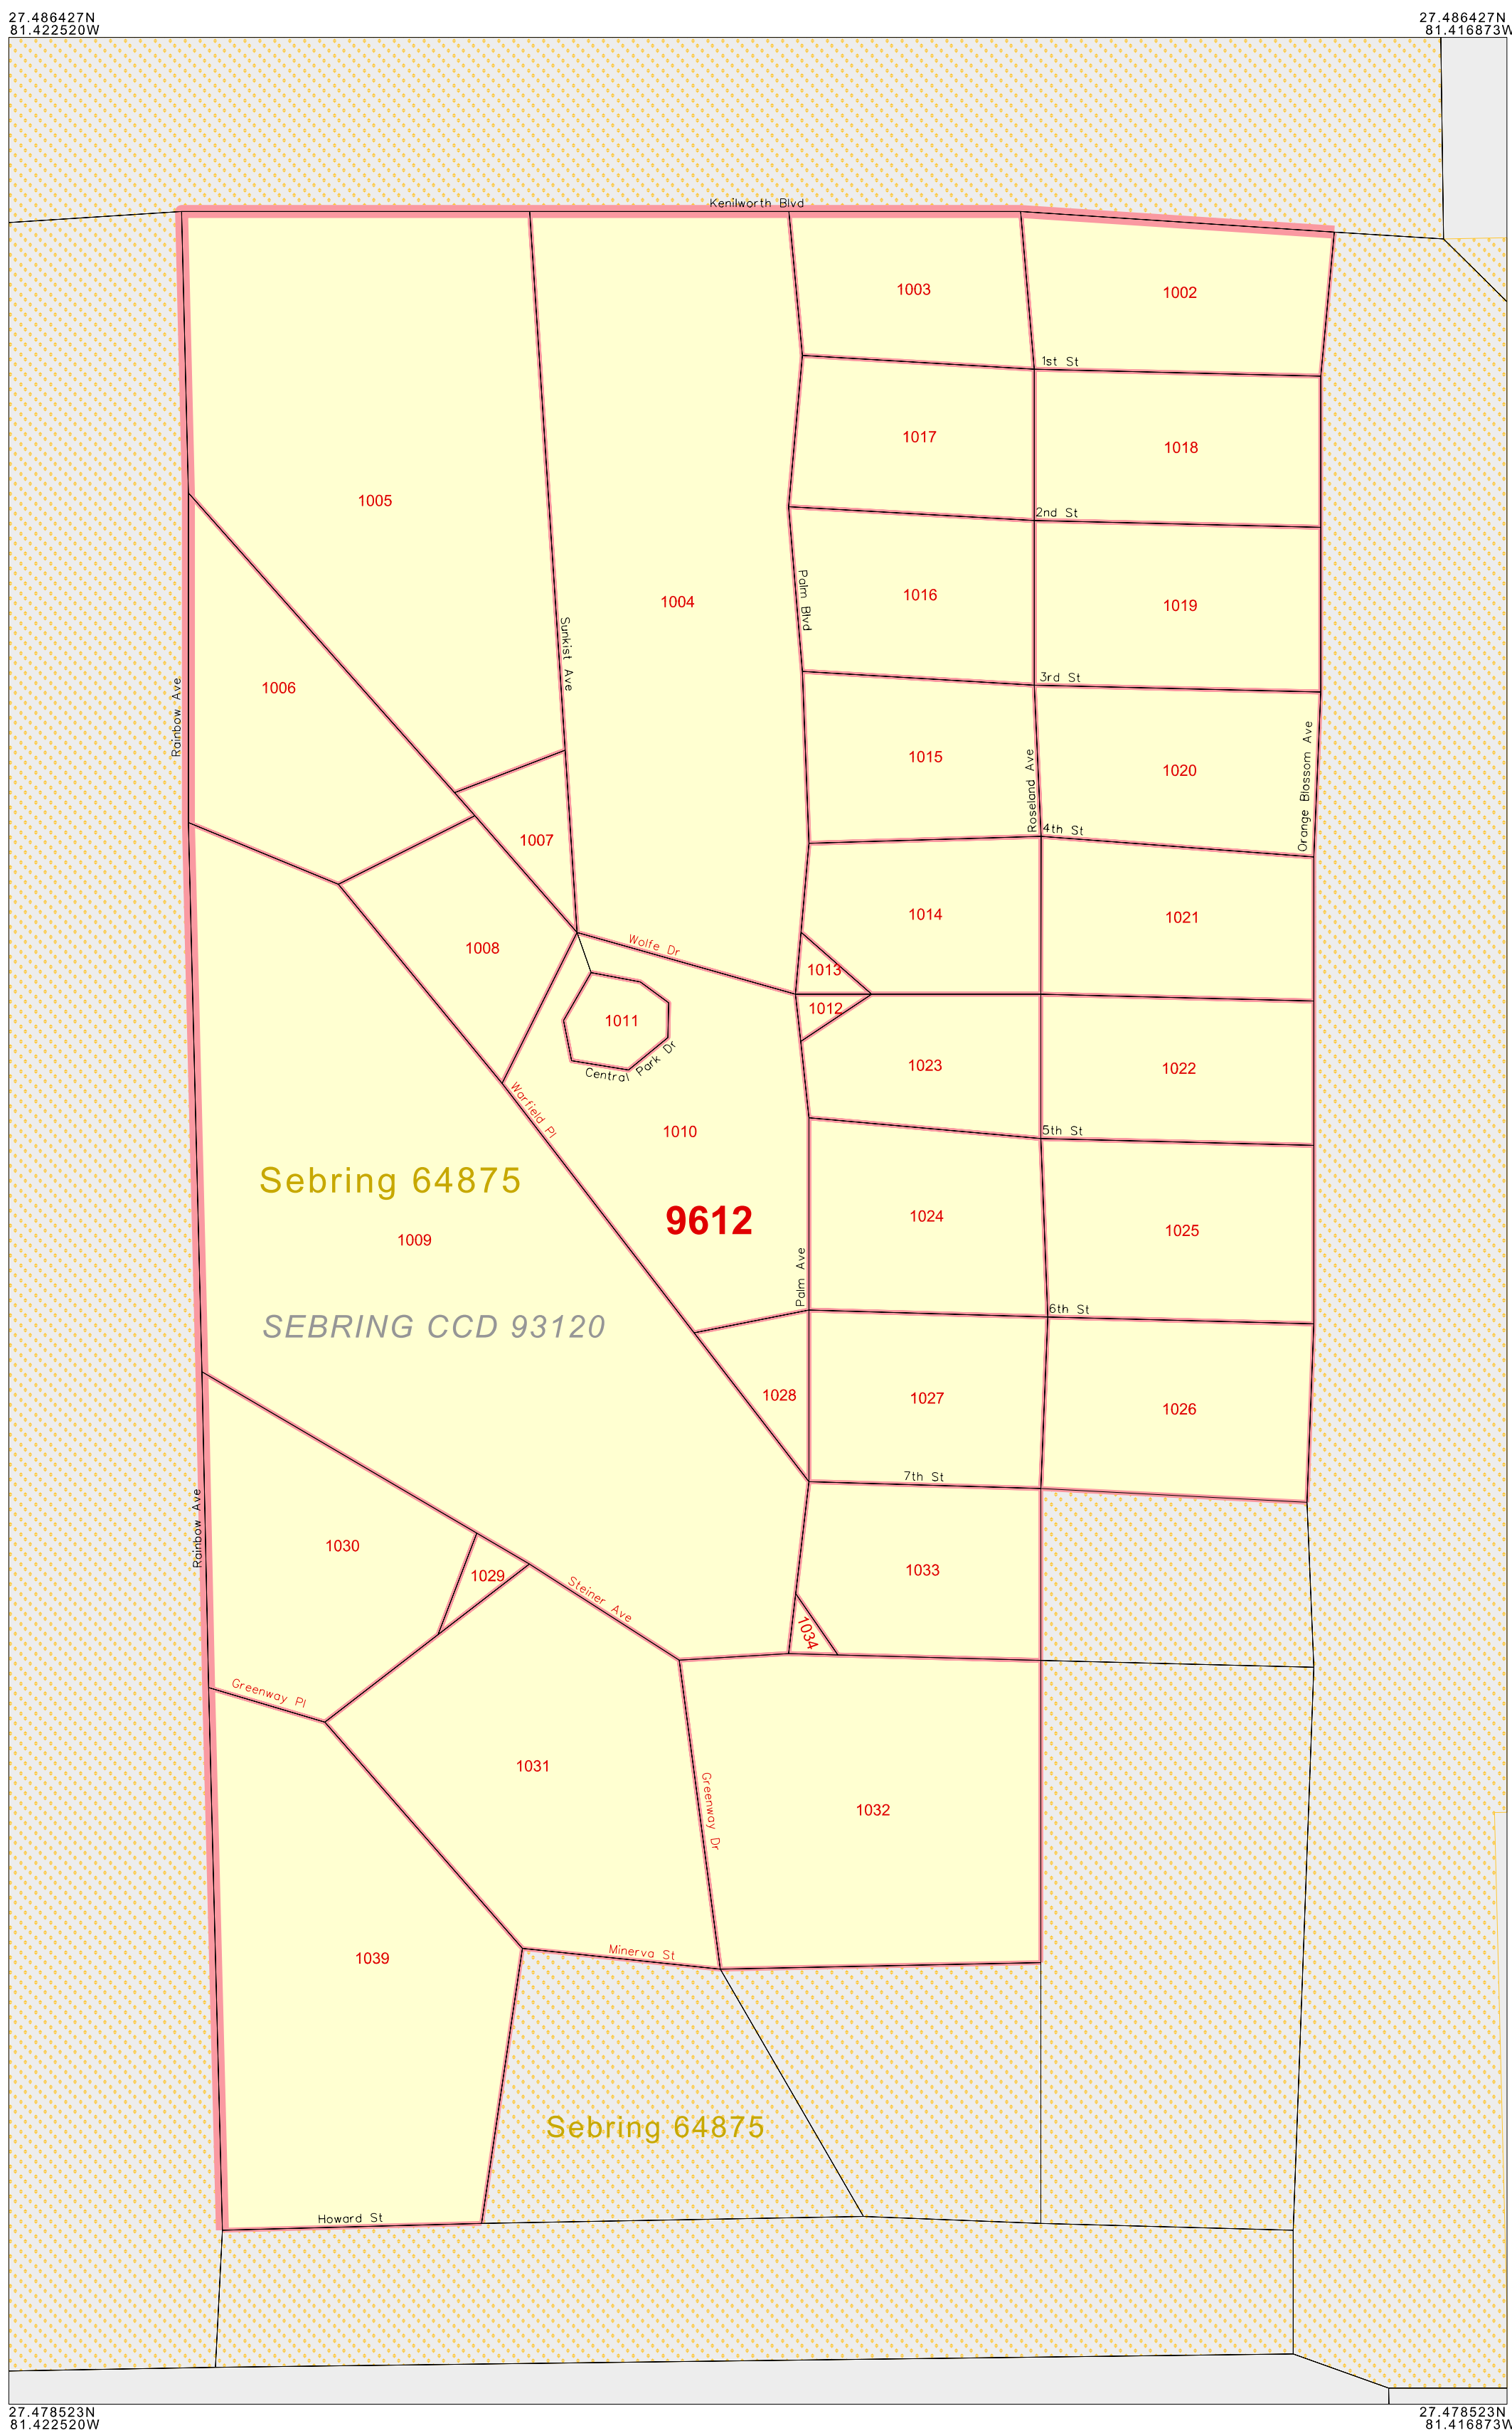 27.486427N
81.422520W
27.486427N
81.416873W
Kenilworth Blvd
1003
1002
1st St
1017
1018
1005
2nd St
Palm Blvd
1016
1004
1019
Sunkist Ave
3rd St
1006
Rainbow Ave
1015
Roseland Ave
1020
Orange Blossom Ave
4th St
1007
1014
1021
Wolfe Dr
1008
1013
1012
1011
Central Park Dr
1023
1022
Warfield Pl
1010
5th St
Sebring 64875
9612
1024
1025
1009
Palm Ave
6th St
SEBRING CCD 93120
1028
1027
1026
7th St
Rainbow Ave
1030
1029
Steiner Ave
1033
1034
Greenway Pl
1031
Greenway Dr
1032
Minerva St
1039
Sebring 64875
Howard St
27.478523N
81.422520W
27.478523N
81.416873W